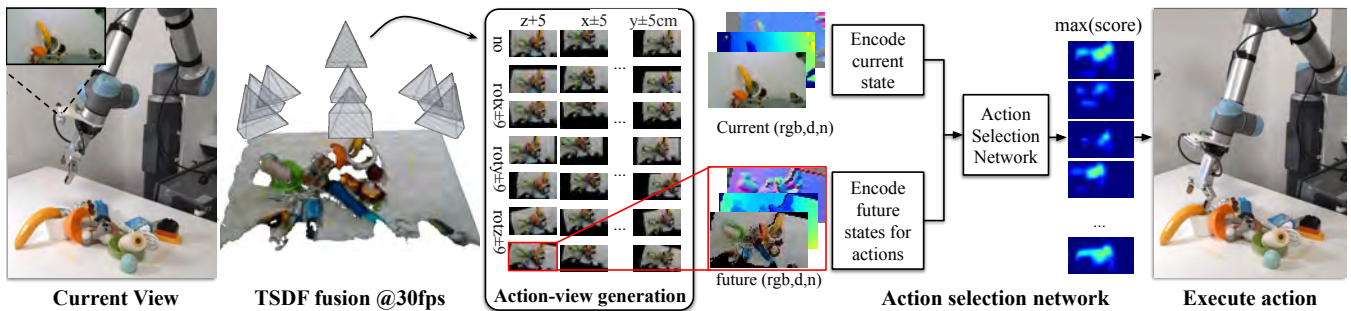 z+5 x±5 y±5cm
no
rotx±9
roty±9
rotz±9
...
...
...
...
Current (rgb,d,n)
future (rgb,d,n)
Encode
current
state
Encode
future
states for
actions
Action
Selection
Network
max(score)
...
Current View
TSDF fusion @30fps
Action-view generation
Action selection network
Execute action